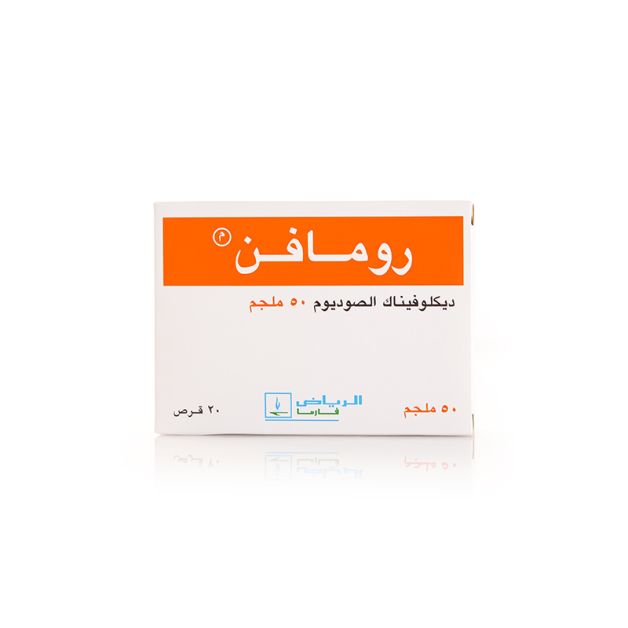 رومافن م
ديكلوفيناك الصوديوم ٥٠ ملجم
٥٠ ملجم
الرياض
فارما
٢٠ قرص